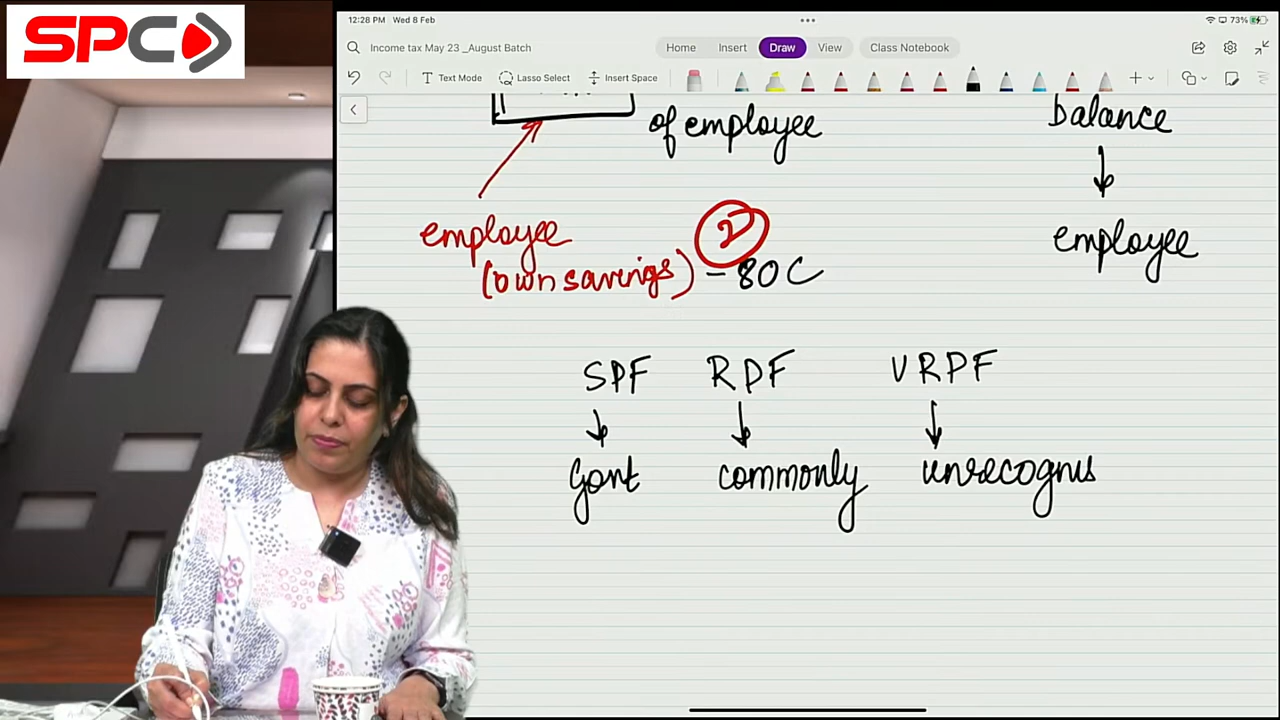 SPC
12:28 PM Wed 8 Feb
73%
Income tax May 23 _August Batch
Home Insert Draw View Class Notebook
Text Mode Lasso Select Insert Space
of employee
balance
employee
employee
(own savings) - 80C
2
SPF RPF VRPF
Govt commonly unrecognis